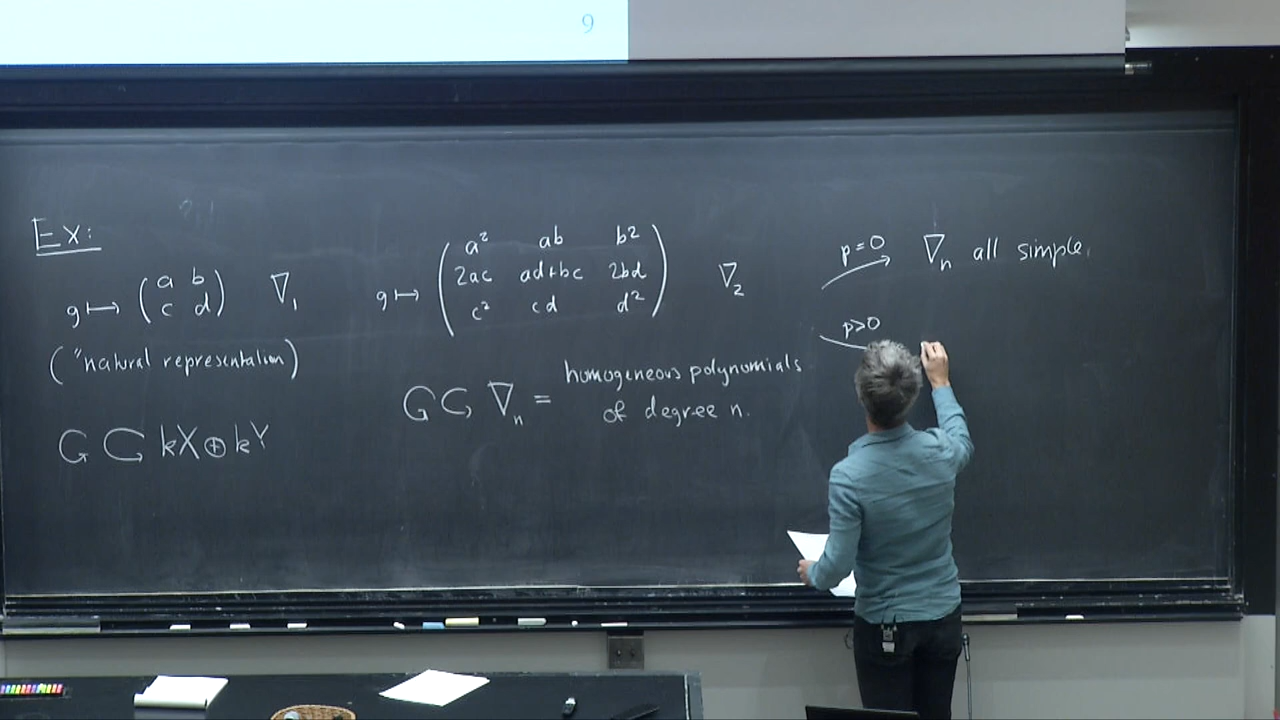 9
Ex:
g ⟼ ( a b ; c d ) ∇₁
("natural representation)
G ⊂ kX⊕kY
g ⟼ ( a² ab b² ; 2ac ad+bc 2bd ; c² cd d² ) ∇₂
G ⊂ ∇ₙ = homogeneous polynomials
of degree n.
p=0 ∇ₙ all simple.
p>0